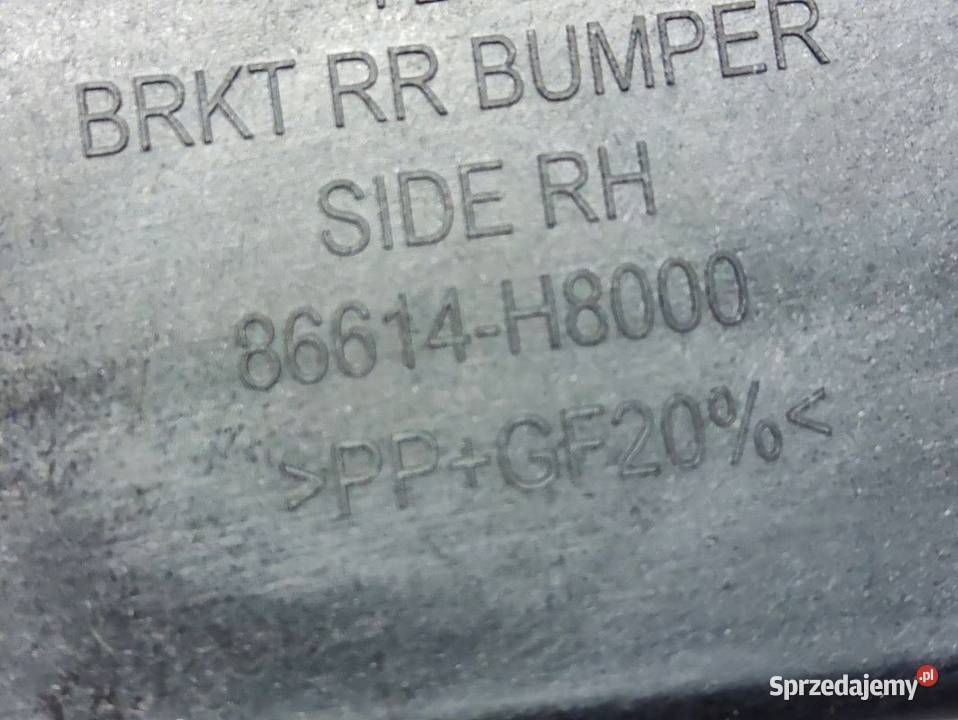 BRKT RR BUMPER
SIDE RH
86614-H8000
>PP+GF20%<
Sprzedajemy.pl